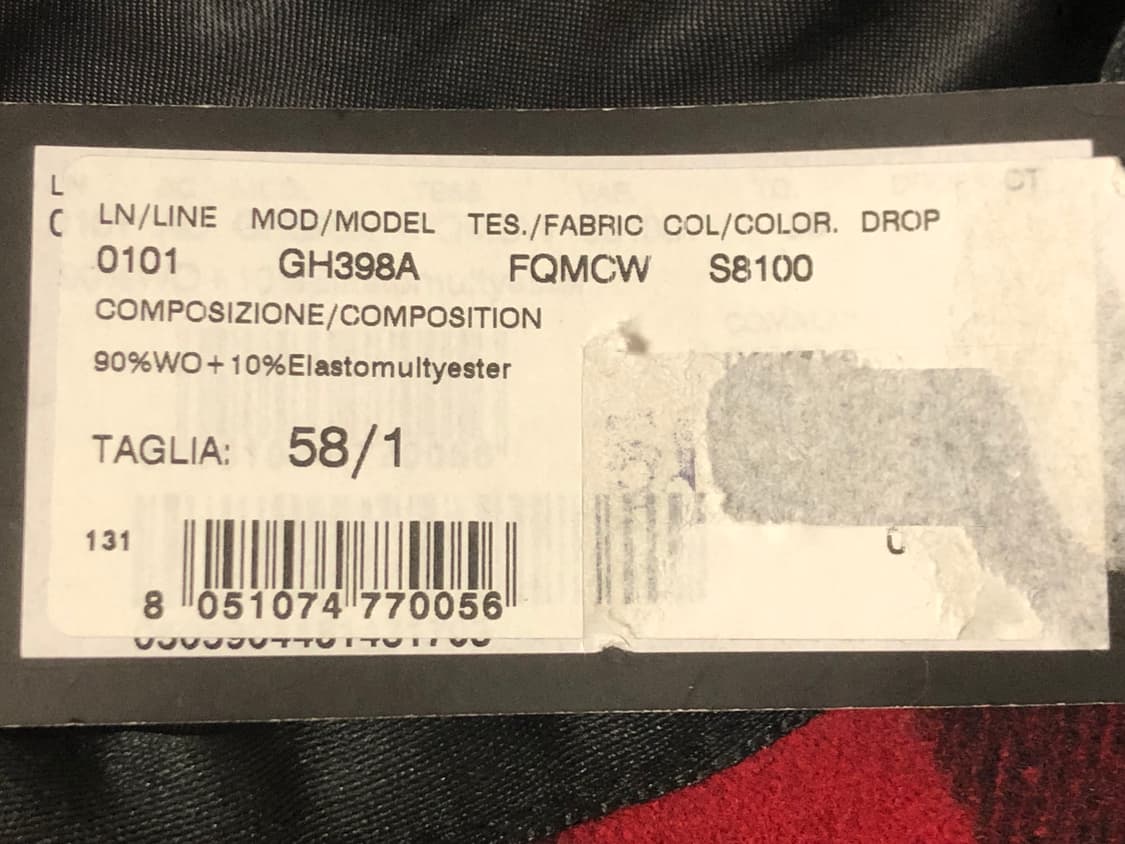 CT
L
C
LN/LINE MOD/MODEL TES./FABRIC COL/COLOR. DROP
0101 GH398A FQMCW S8100
COMPOSIZIONE/COMPOSITION
90%WO+10%Elastomultyester
TAGLIA: 58/1
131
8 051074 770056